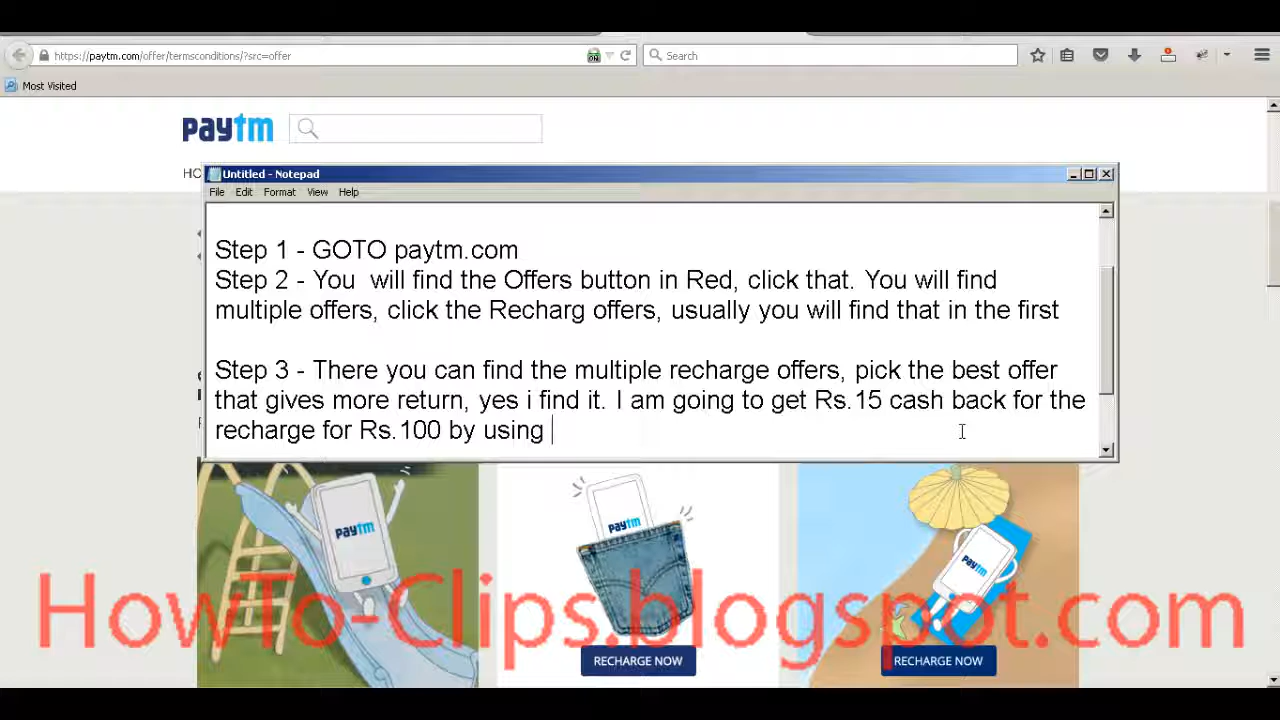 https://paytm.com/offer/termsconditions/?src=offer
Search
Most Visited
paytm
HO
Untitled - Notepad
File Edit Format View Help
Step 1 - GOTO paytm.com
Step 2 - You  will find the Offers button in Red, click that. You will find
multiple offers, click the Recharg offers, usually you will find that in the first
Step 3 - There you can find the multiple recharge offers, pick the best offer
that gives more return, yes i find it. I am going to get Rs.15 cash back for the
recharge for Rs.100 by using
paytm
paytm
paytm
HowTo-Clips.blogspot.com
RECHARGE NOW
RECHARGE NOW